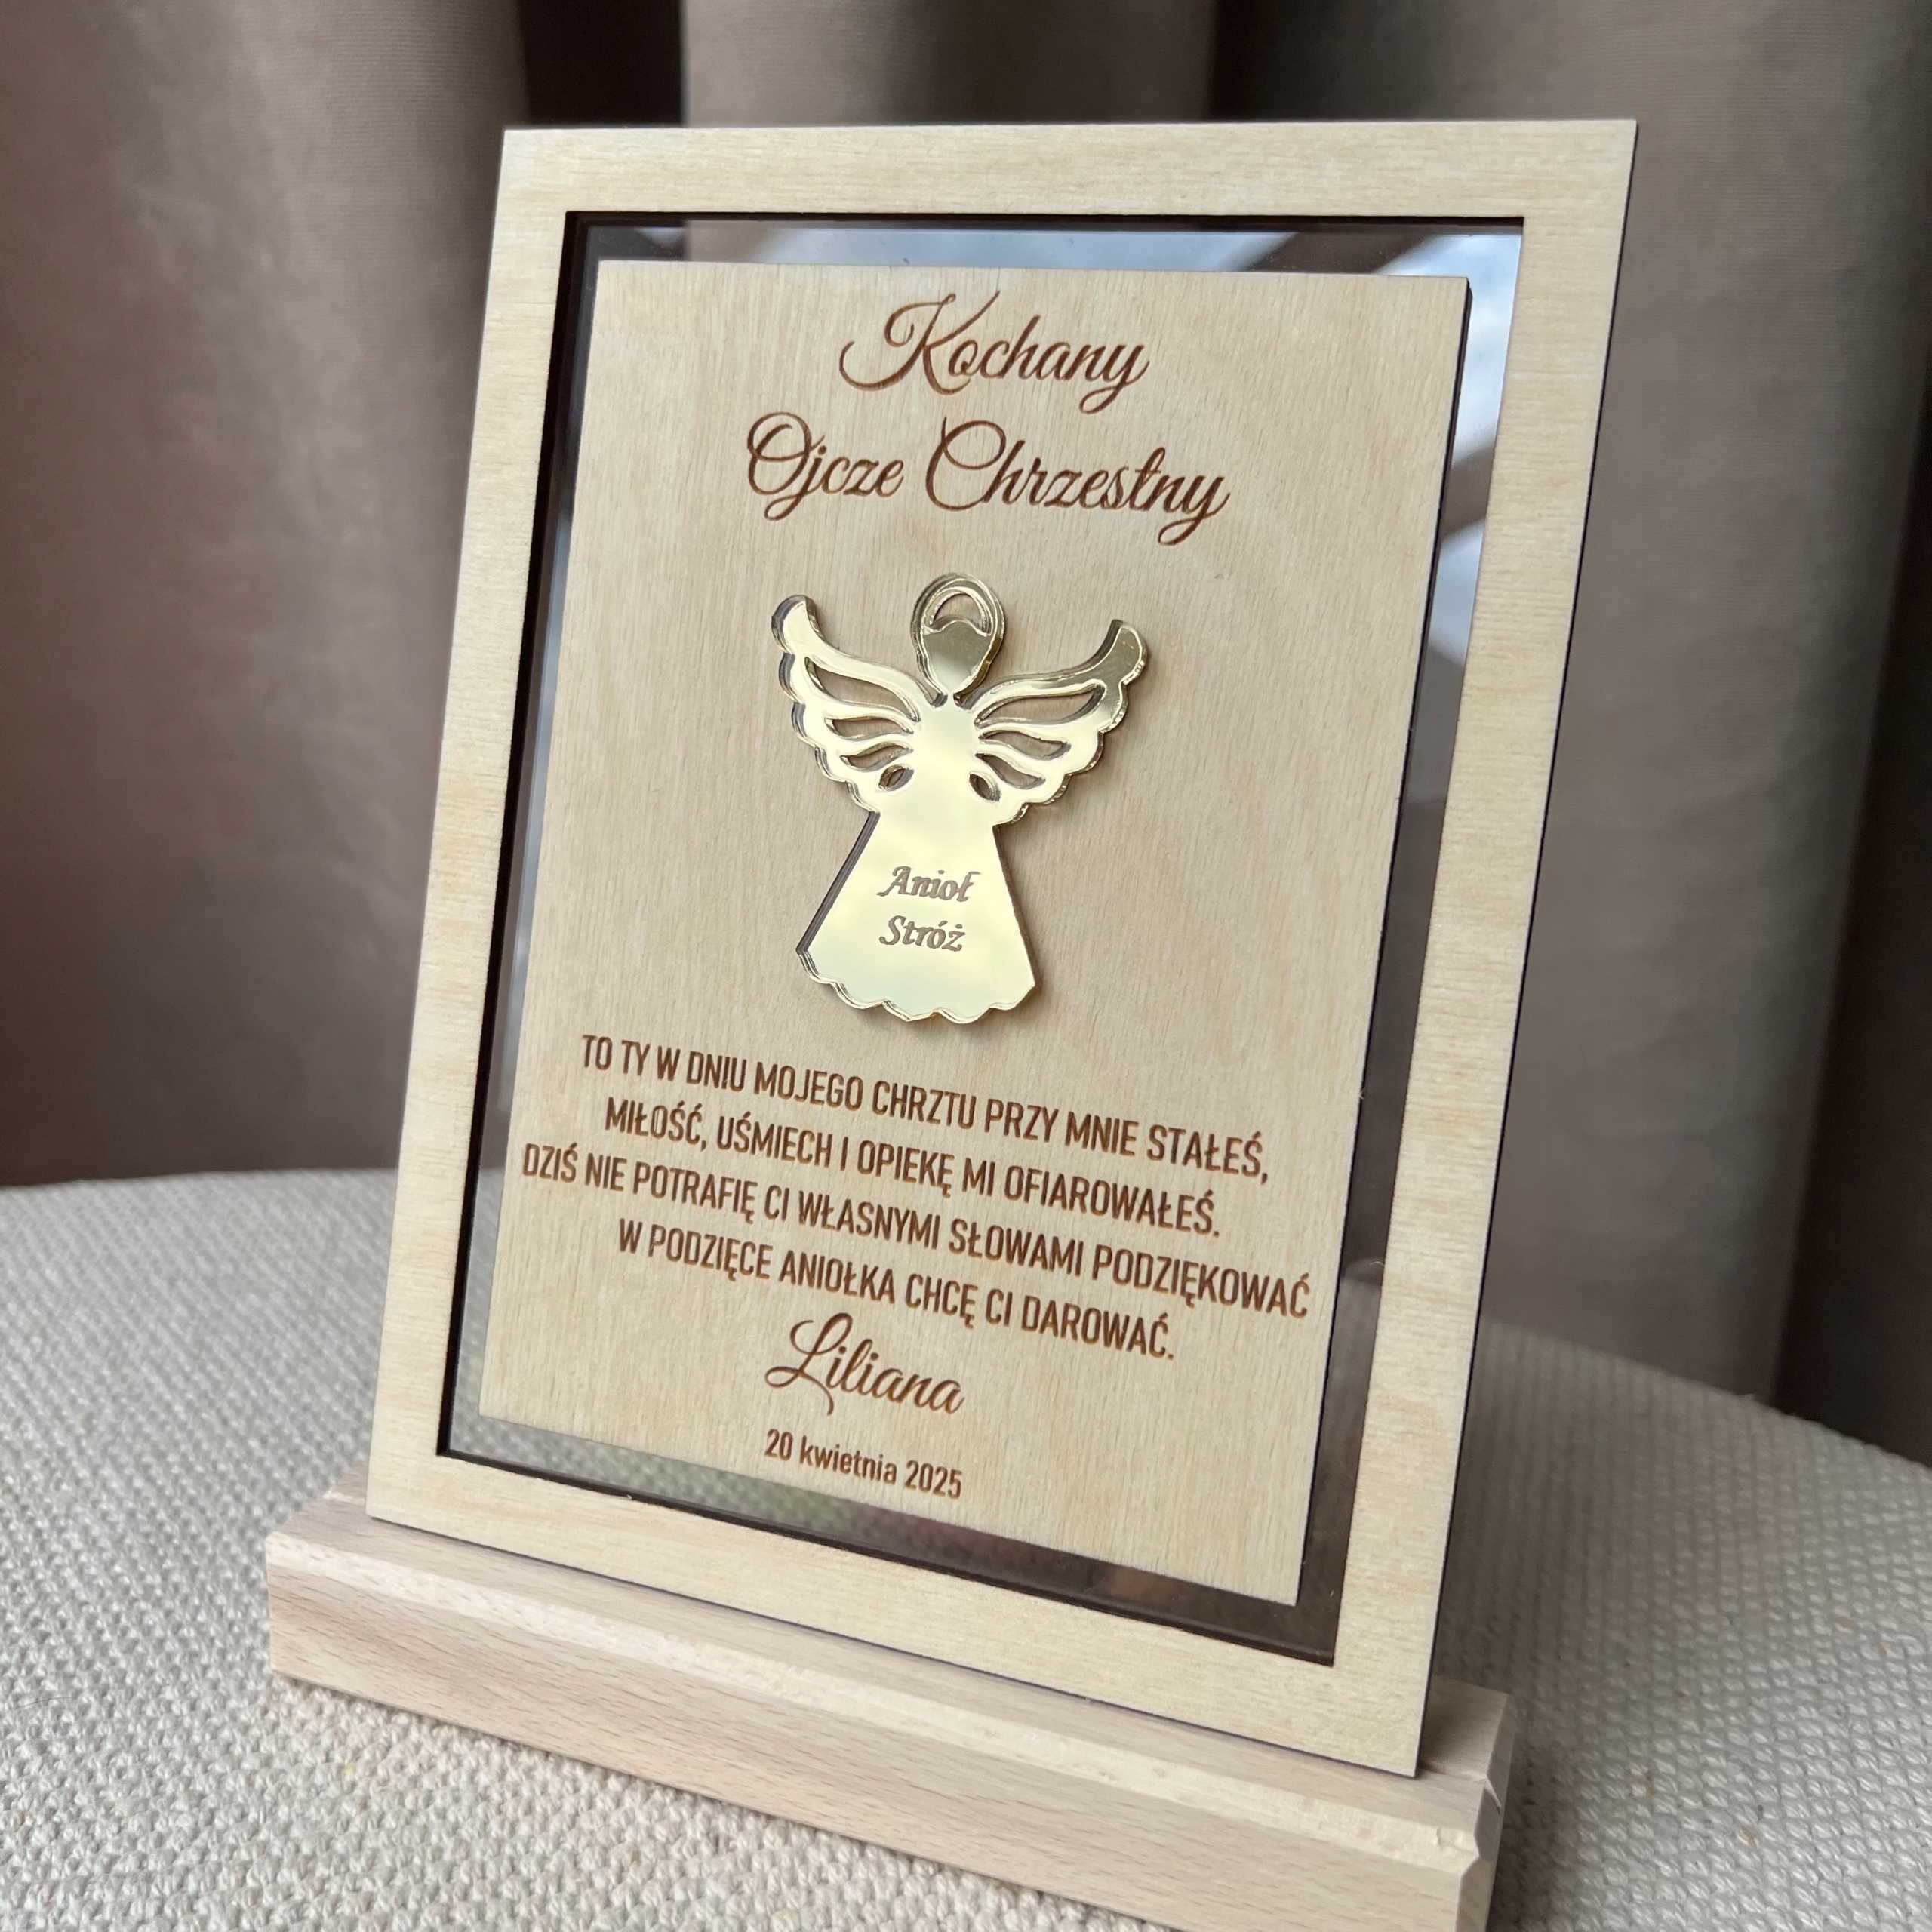 Kochany
Ojcze Chrzestny
Anioł
Stróż
TO TY W DNIU MOJEGO CHRZTU PRZY MNIE STAŁEŚ,
MIŁOŚĆ, UŚMIECH I OPIEKĘ MI OFIAROWAŁEŚ.
DZIŚ NIE POTRAFIĘ CI WŁASNYMI SŁOWAMI PODZIĘKOWAĆ
W PODZIĘCE ANIOŁKA CHCĘ CI DAROWAĆ.
Liliana
20 kwietnia 2025